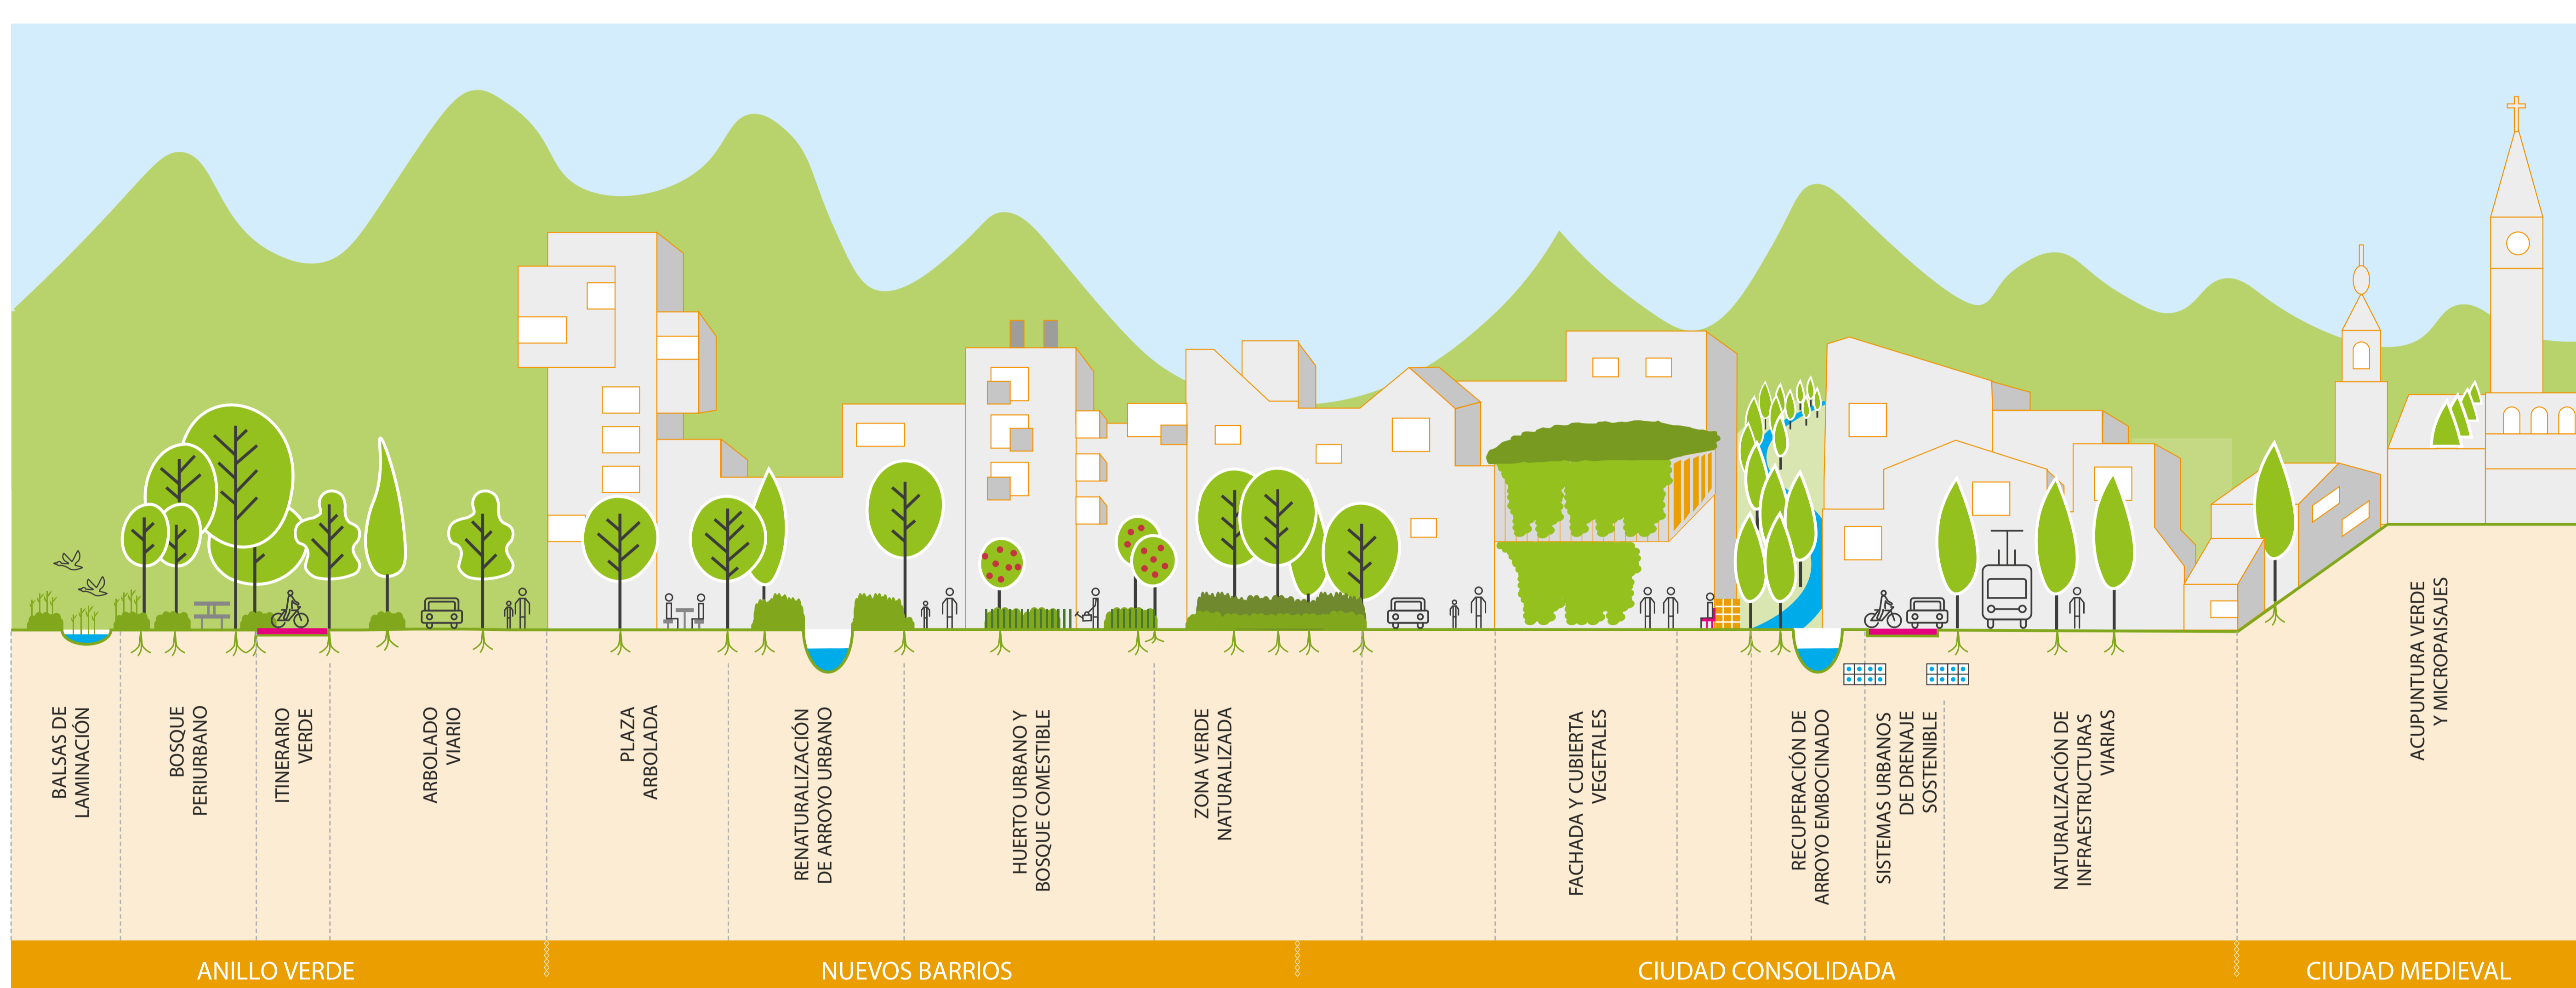 BALSAS DE
LAMINACIÓN
BOSQUE
PERIURBANO
ITINERARIO
VERDE
ARBOLADO
VIARIO
PLAZA
ARBOLADA
RENATURALIZACIÓN
DE ARROYO URBANO
HUERTO URBANO Y
BOSQUE COMESTIBLE
ZONA VERDE
NATURALIZADA
FACHADA Y CUBIERTA
VEGETALES
RECUPERACIÓN DE
ARROYO EMBOCINADO
SISTEMAS URBANOS
DE DRENAJE
SOSTENIBLE
NATURALIZACIÓN DE
INFRAESTRUCTURAS
VIARIAS
ACUPUNTURA VERDE
Y MICROPAISAJES
ANILLO VERDE
NUEVOS BARRIOS
CIUDAD CONSOLIDADA
CIUDAD MEDIEVAL